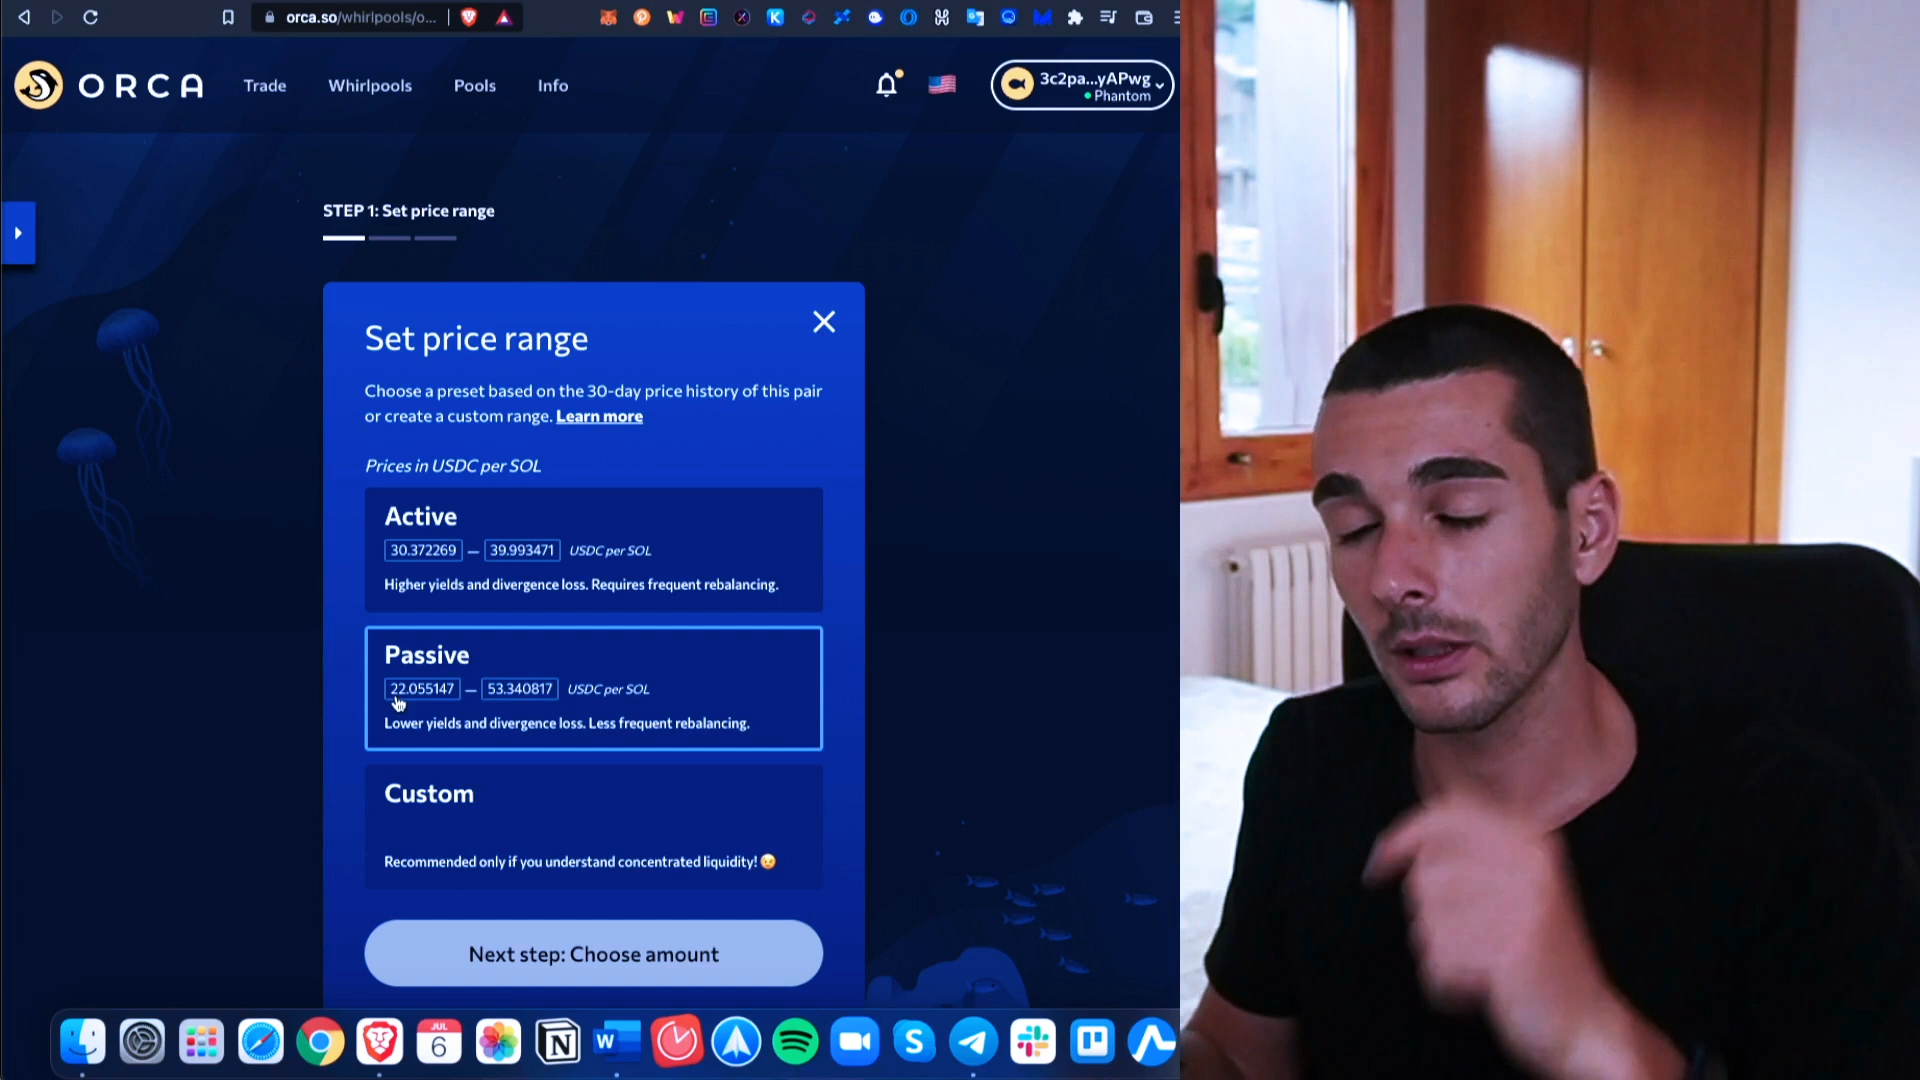 orca.so/whirlpools/o...
ORCA
Trade
Whirlpools
Pools
Info
3c2pa...yAPwg
Phantom
STEP 1: Set price range
Set price range
Choose a preset based on the 30-day price history of this pair
or create a custom range. Learn more
Prices in USDC per SOL
Active
30.372269 — 39.993471 USDC per SOL
Higher yields and divergence loss. Requires frequent rebalancing.
Passive
22.055147 — 53.340817 USDC per SOL
Lower yields and divergence loss. Less frequent rebalancing.
Custom
Recommended only if you understand concentrated liquidity! 😉
Next step: Choose amount
JUL
6
N
W
S